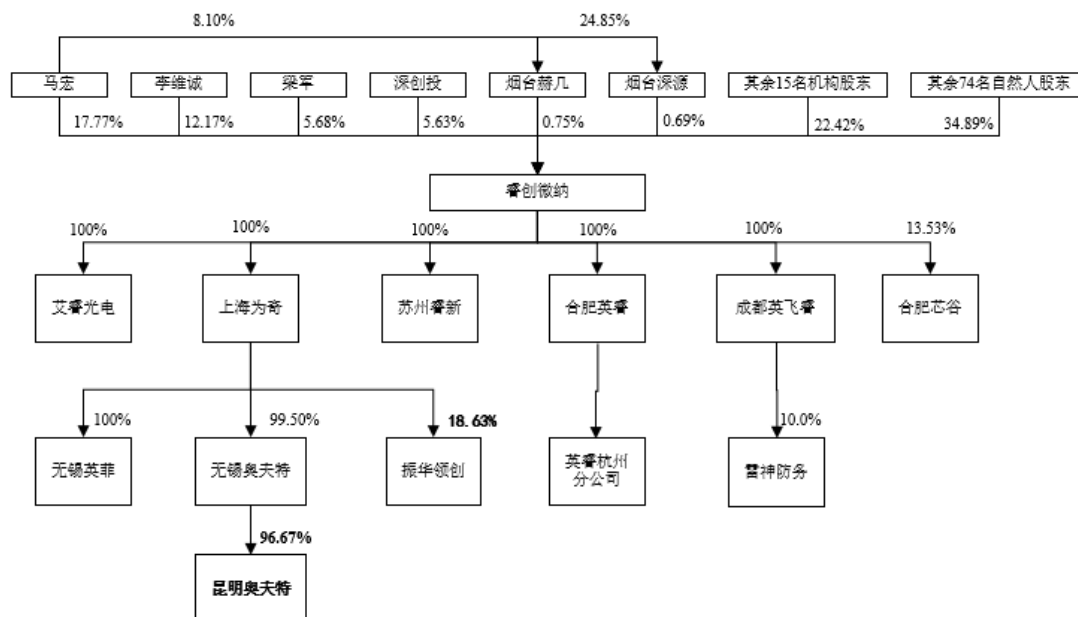 8.10%
24.85%
马宏
李维诚
梁军
深创投
烟台赫几
烟台深源
其余15名机构股东
其余74名自然人股东
17.77%
12.17%
5.68%
5.63%
0.75%
0.69%
22.42%
34.89%
睿创微纳
100%
100%
100%
100%
100%
13.53%
艾睿光电
上海为奇
苏州睿新
合肥英睿
成都英飞睿
合肥芯谷
100%
99.50%
18.63%
10.0%
无锡英菲
无锡奥夫特
振华领创
英睿杭州
分公司
雷神防务
96.67%
昆明奥夫特